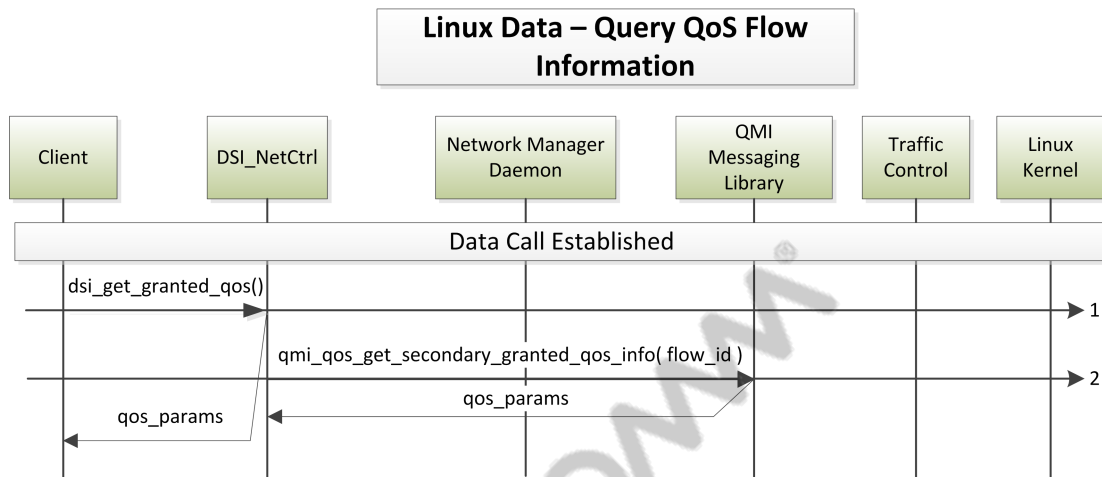 Linux Data – Query QoS Flow
Information
Client
DSI_NetCtrl
Network Manager
Daemon
QMI
Messaging
Library
Traffic
Control
Linux
Kernel
Data Call Established
dsi_get_granted_qos()
1
qmi_qos_get_secondary_granted_qos_info( flow_id )
2
qos_params
qos_params